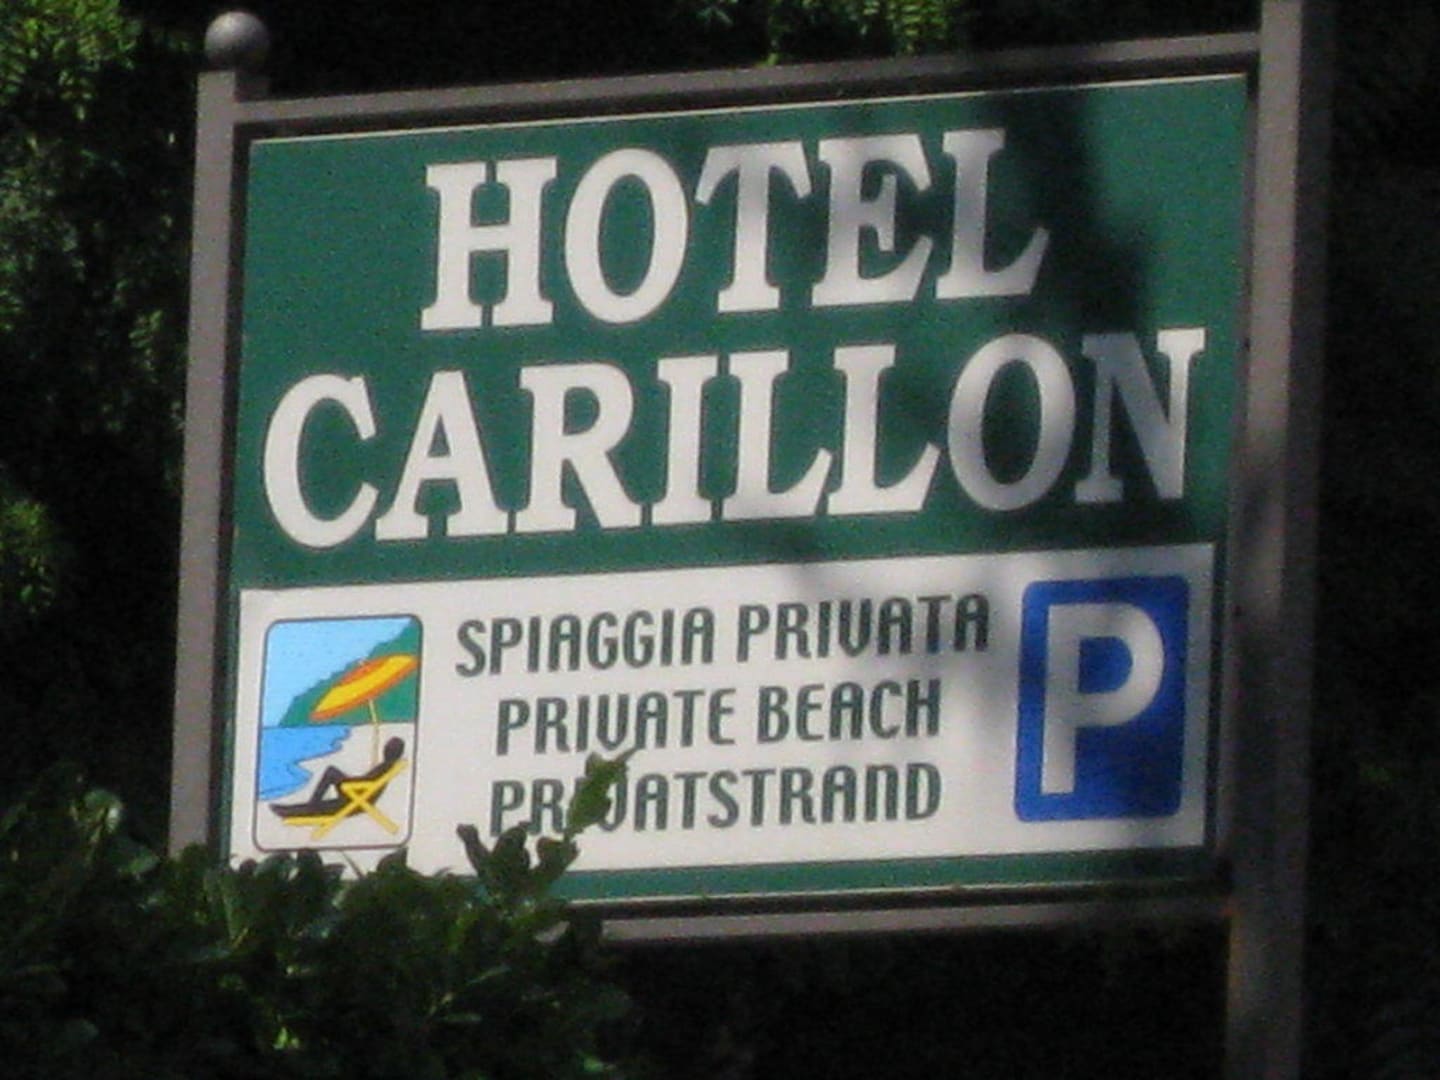 HOTEL
CARILLON
SPIAGGIA PRIVATA
PRIVATE BEACH
PRIVATSTRAND
P